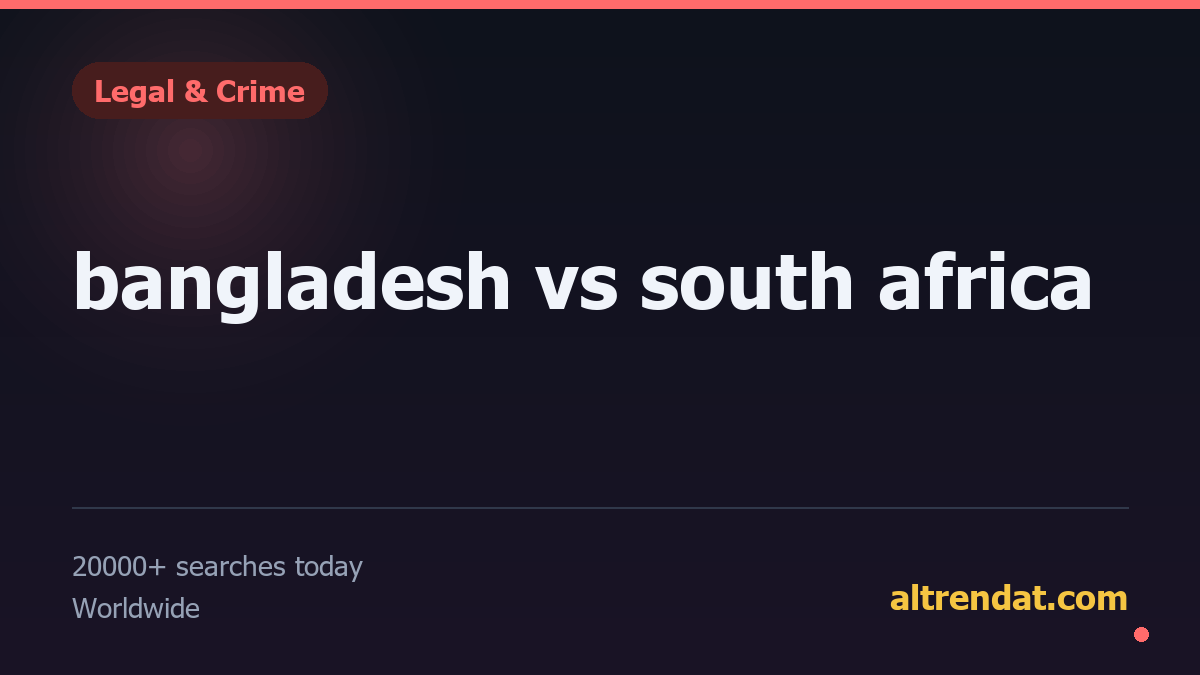 Legal & Crime
bangladesh vs south africa
20000+ searches today
Worldwide
altrendat.com